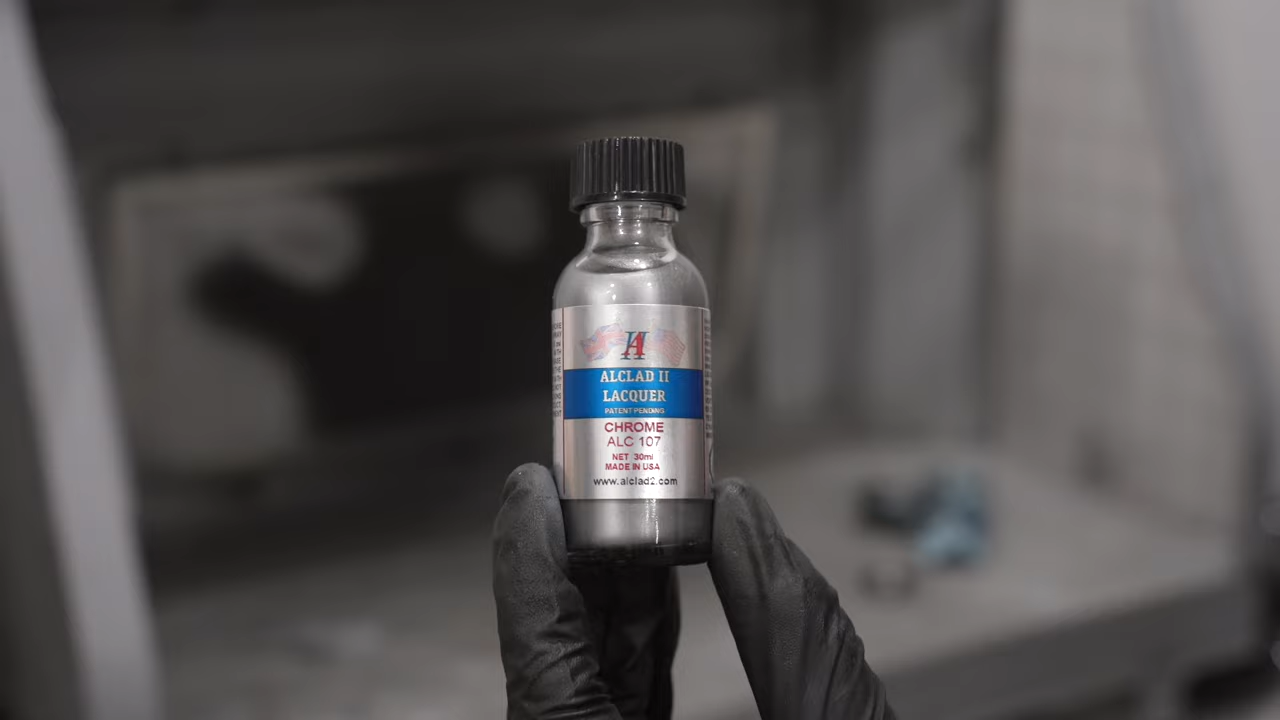 ALCLAD II
LACQUER
PATENT PENDING
CHROME
ALC 107
NET 30ml
MADE IN USA
www.alclad2.com